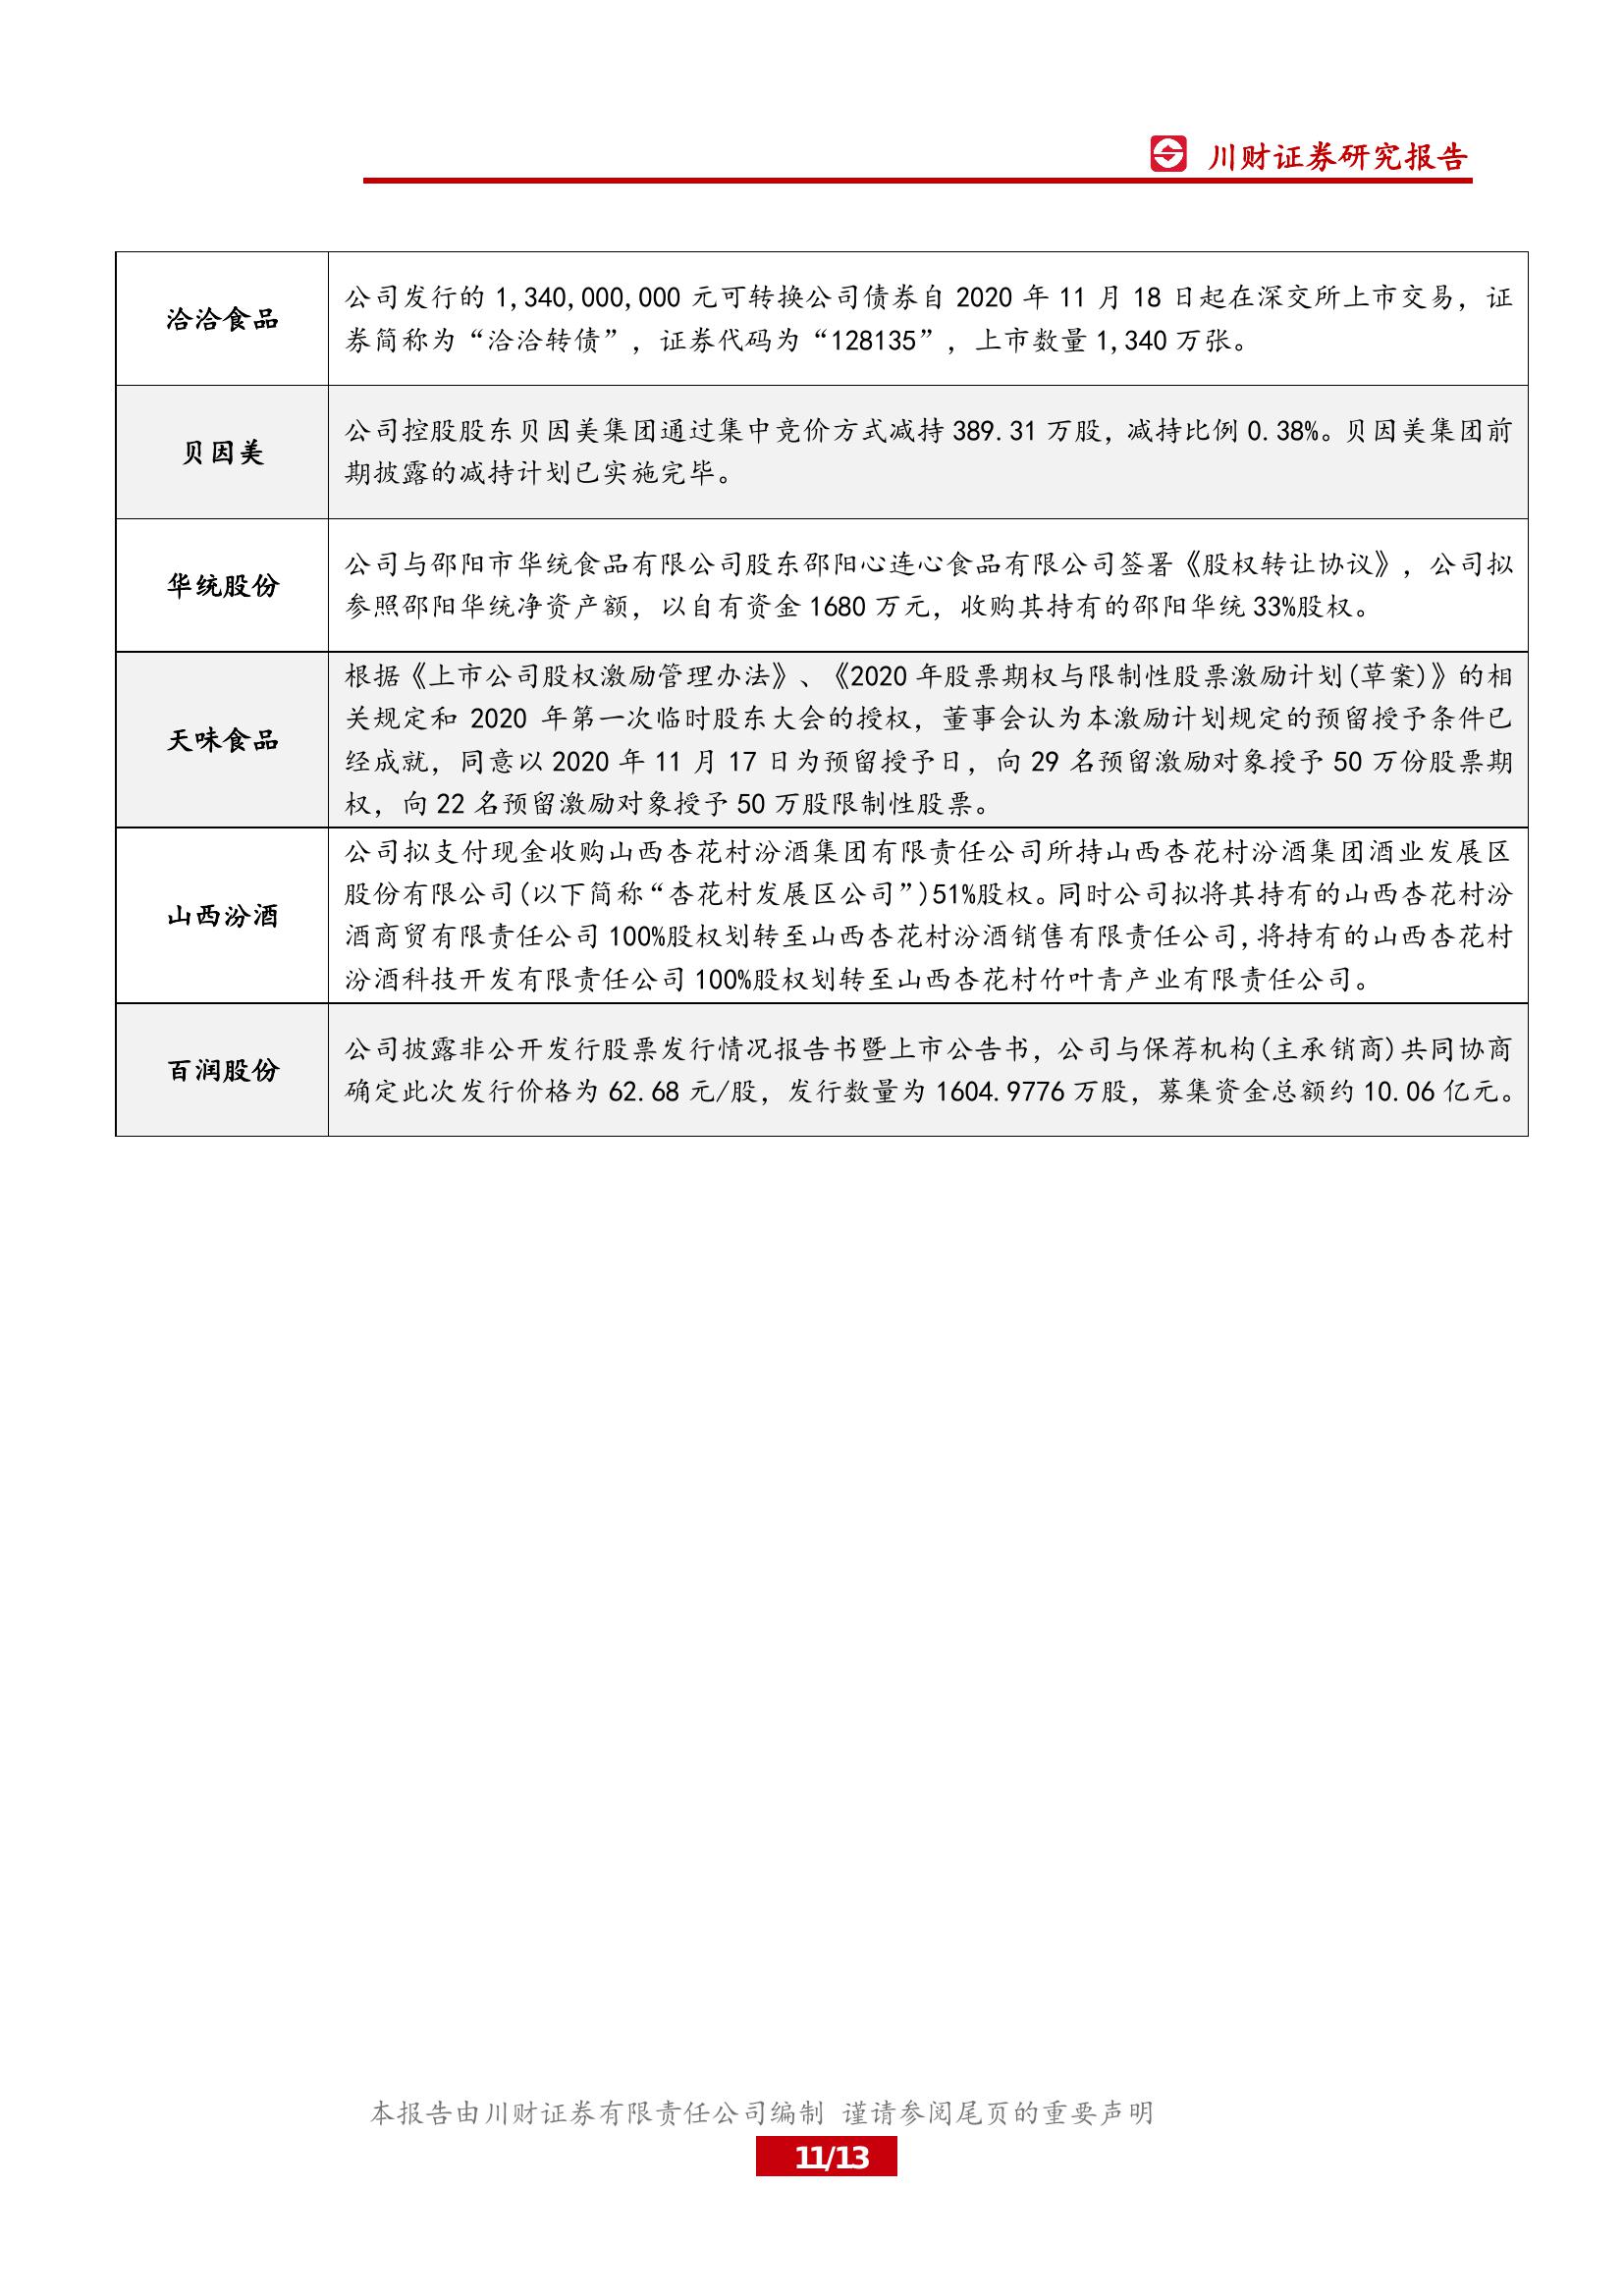 川财证券研究报告
洽洽食品
公司发行的 1,340,000,000 元可转换公司债券自 2020 年 11 月 18 日起在深交所上市交易，证
券简称为“洽洽转债”，证券代码为“128135”，上市数量 1,340 万张。
贝因美
公司控股股东贝因美集团通过集中竞价方式减持 389.31 万股，减持比例 0.38%。贝因美集团前
期披露的减持计划已实施完毕。
华统股份
公司与邵阳市华统食品有限公司股东邵阳心连心食品有限公司签署《股权转让协议》，公司拟
参照邵阳华统净资产额，以自有资金 1680 万元，收购其持有的邵阳华统 33%股权。
天味食品
根据《上市公司股权激励管理办法》、《2020 年股票期权与限制性股票激励计划(草案)》的相
关规定和 2020 年第一次临时股东大会的授权，董事会认为本激励计划规定的预留授予条件已
经成就，同意以 2020 年 11 月 17 日为预留授予日，向 29 名预留激励对象授予 50 万份股票期
权，向 22 名预留激励对象授予 50 万股限制性股票。
山西汾酒
公司拟支付现金收购山西杏花村汾酒集团有限责任公司所持山西杏花村汾酒集团酒业发展区
股份有限公司(以下简称“杏花村发展区公司”)51%股权。同时公司拟将其持有的山西杏花村汾
酒商贸有限责任公司 100%股权划转至山西杏花村汾酒销售有限责任公司,将持有的山西杏花村
汾酒科技开发有限责任公司 100%股权划转至山西杏花村竹叶青产业有限责任公司。
百润股份
公司披露非公开发行股票发行情况报告书暨上市公告书，公司与保荐机构(主承销商)共同协商
确定此次发行价格为 62.68 元/股，发行数量为 1604.9776 万股，募集资金总额约 10.06 亿元。
本报告由川财证券有限责任公司编制 谨请参阅尾页的重要声明
11/13